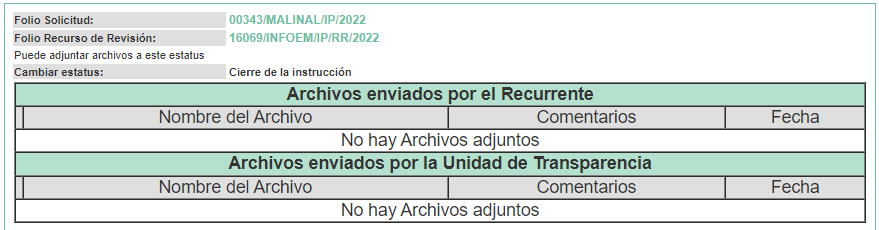 Folio Solicitud: 00343/MALINAL/IP/2022
Folio Recurso de Revisión: 16069/INFOEM/IP/RR/2022
Puede adjuntar archivos a este estatus
Cambiar estatus: Cierre de la instrucción
Archivos enviados por el Recurrente
Nombre del Archivo Comentarios Fecha
No hay Archivos adjuntos
Archivos enviados por la Unidad de Transparencia
Nombre del Archivo Comentarios Fecha
No hay Archivos adjuntos